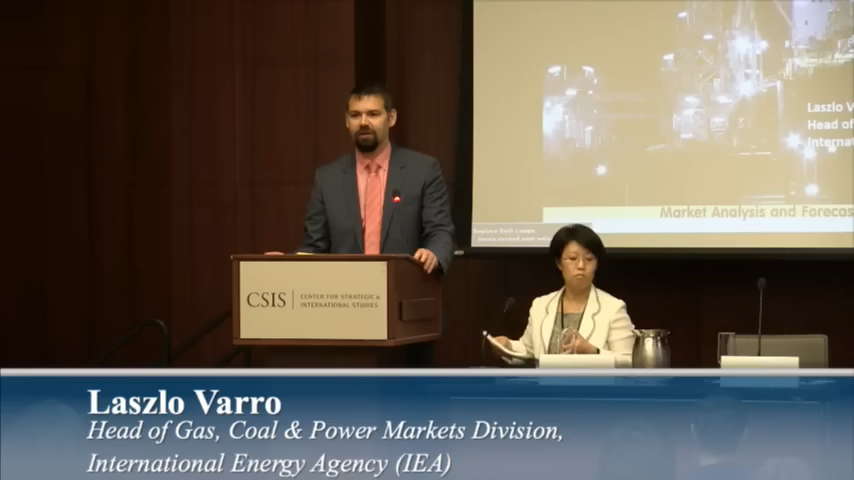 Laszlo V
Head of
Interna
Market Analysis and Forecas
CSIS
CENTER FOR STRATEGIC &
INTERNATIONAL STUDIES
Laszlo Varro
Head of Gas, Coal & Power Markets Division,
International Energy Agency (IEA)